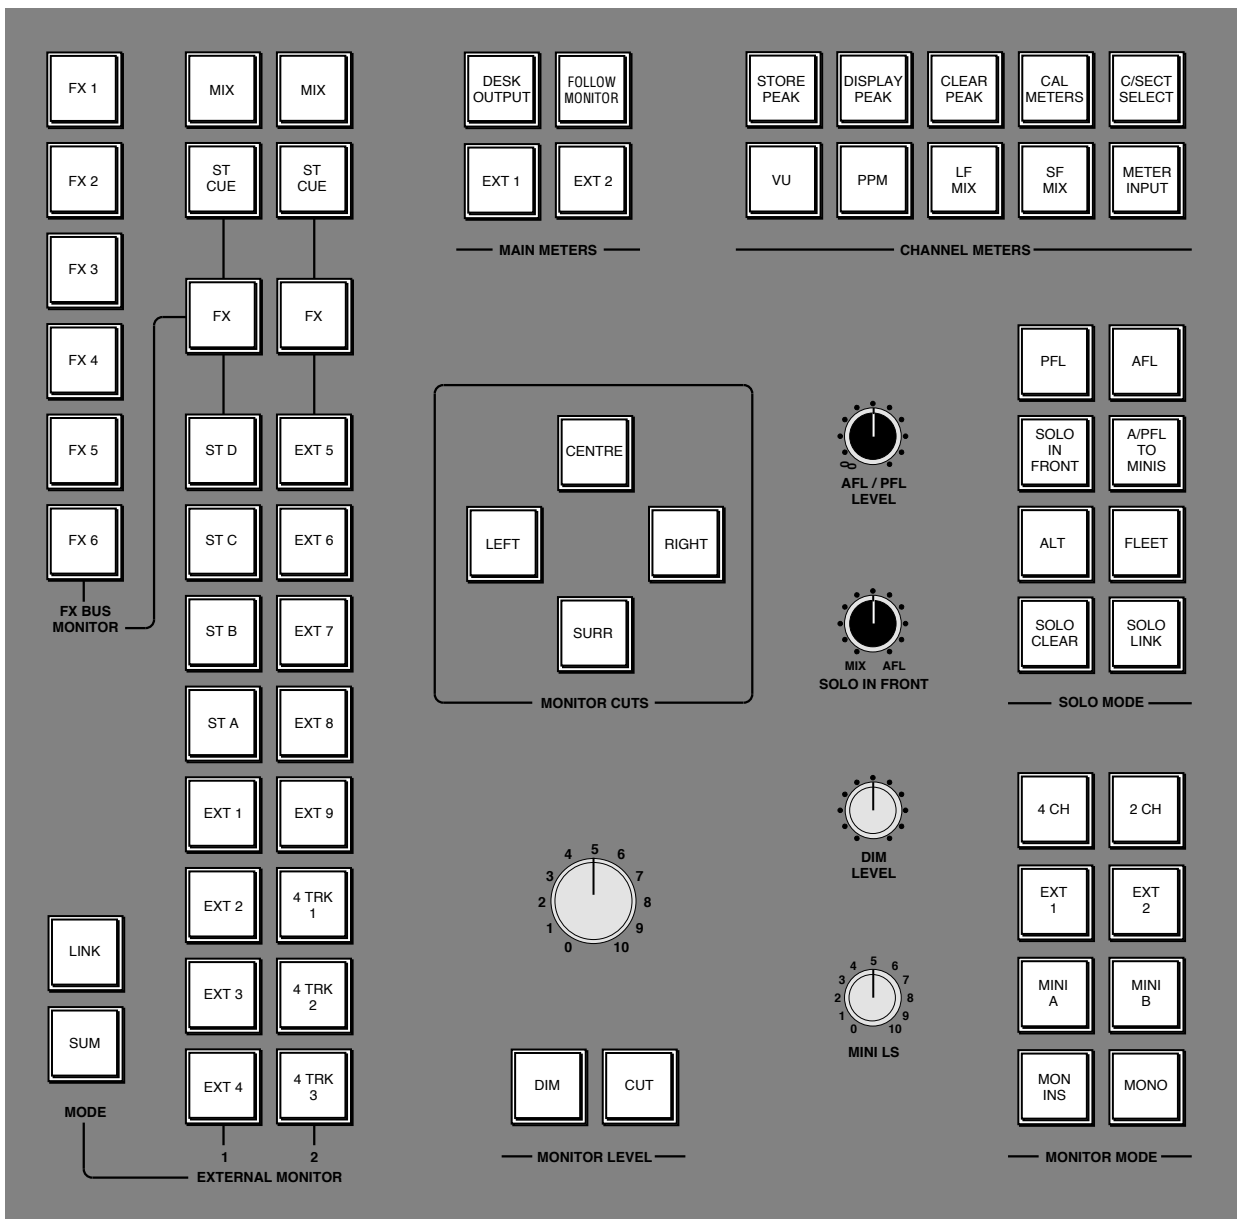 FX 1
FX 2
FX 3
FX 4
FX 5
FX 6
FX BUS
MONITOR
LINK
SUM
MODE
MIX
ST
CUE
FX
ST D
ST C
ST B
ST A
EXT 1
EXT 2
EXT 3
EXT 4
1
MIX
ST
CUE
FX
EXT 5
EXT 6
EXT 7
EXT 8
EXT 9
4 TRK
1
4 TRK
2
4 TRK
3
2
EXTERNAL MONITOR
DESK
OUTPUT
FOLLOW
MONITOR
EXT 1
EXT 2
MAIN METERS
STORE
PEAK
DISPLAY
PEAK
CLEAR
PEAK
CAL
METERS
C/SECT
SELECT
VU
PPM
LF
MIX
SF
MIX
METER
INPUT
CHANNEL METERS
CENTRE
LEFT
RIGHT
SURR
MONITOR CUTS
0
1
2
3
4
5
6
7
8
9
10
DIM
CUT
MONITOR LEVEL
∞
AFL / PFL
LEVEL
MIX AFL
SOLO IN FRONT
DIM
LEVEL
0
1
2
3
4
5
6
7
8
9
10
MINI LS
PFL
AFL
SOLO
IN
FRONT
A/PFL
TO
MINIS
ALT
FLEET
SOLO
CLEAR
SOLO
LINK
SOLO MODE
4 CH
2 CH
EXT
1
EXT
2
MINI
A
MINI
B
MON
INS
MONO
MONITOR MODE